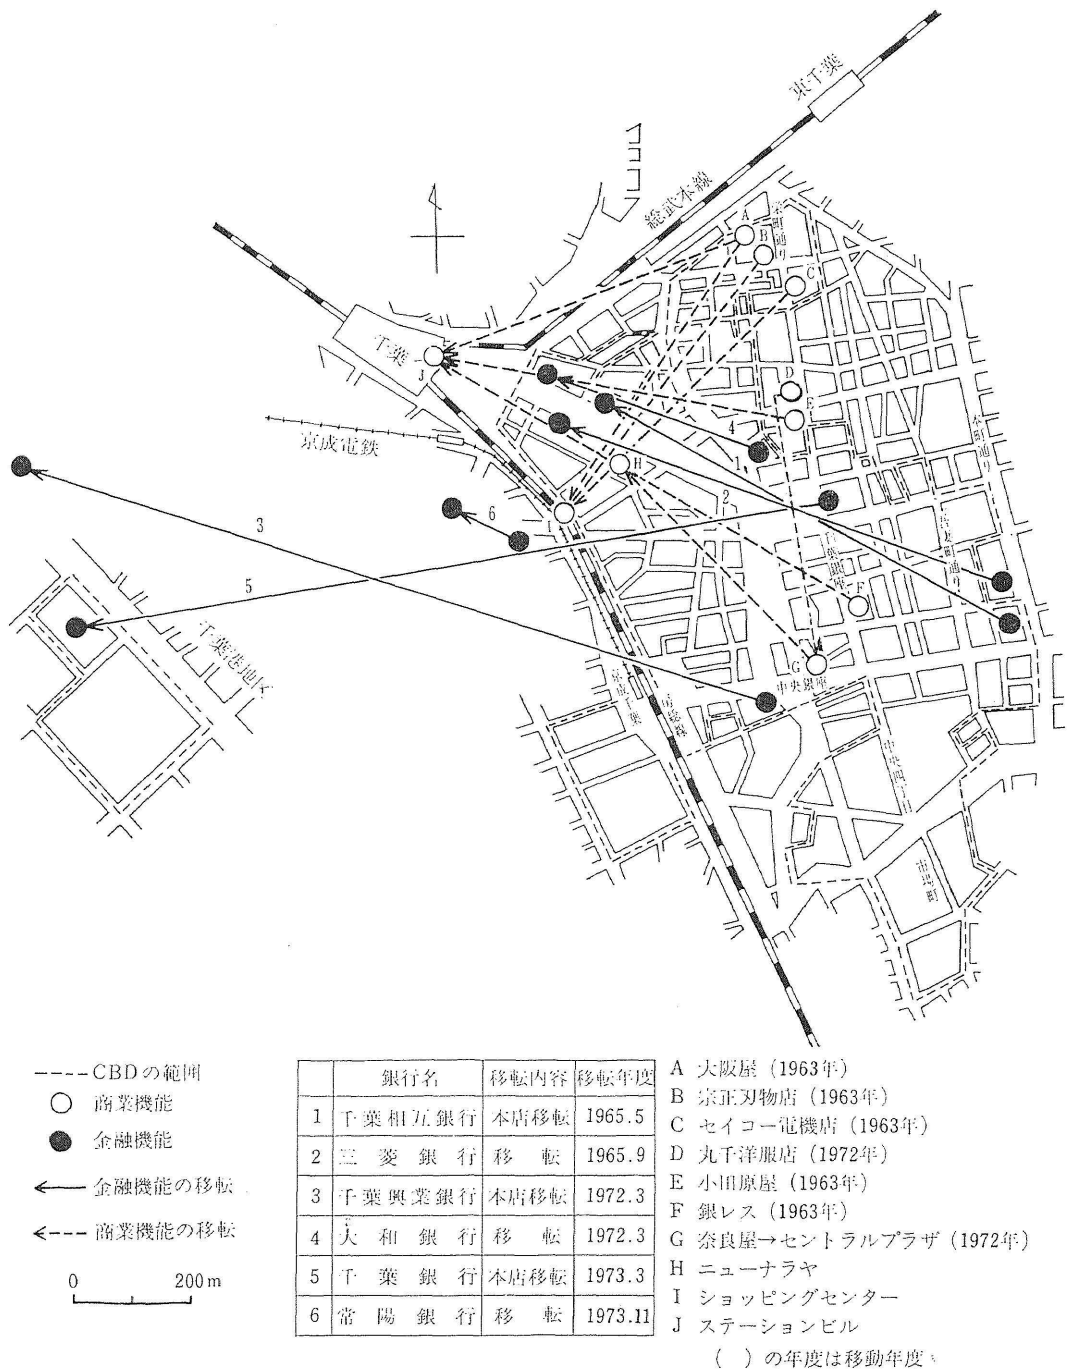 東千葉
総武本線
栄町通り
A
B
C
千葉
J
D
E
京成電鉄
4
H
1
本町通り
2
3
6
I
5
F
千葉港地区
G
中央銀座
京成千葉
房総線
0 200m
----CBDの範囲
商業機能
金融機能
金融機能の移転
商業機能の移転
銀行名 移転内容 移転年度
1 千葉相互銀行 本店移転 1965.5
2 三菱銀行 移転 1965.9
3 千葉興業銀行 本店移転 1972.3
4 大和銀行 移転 1972.3
5 千葉銀行 本店移転 1973.3
6 常陽銀行 移転 1973.11
A 大阪屋 (1963年)
B 宗正刃物店 (1963年)
C セイコー電機店 (1963年)
D 丸千洋服店 (1972年)
E 小田原屋 (1963年)
F 銀レス (1963年)
G 奈良屋→セントラルプラザ (1972年)
H ニューナラヤ
I ショッピングセンター
J ステーションビル
( )の年度は移動年度